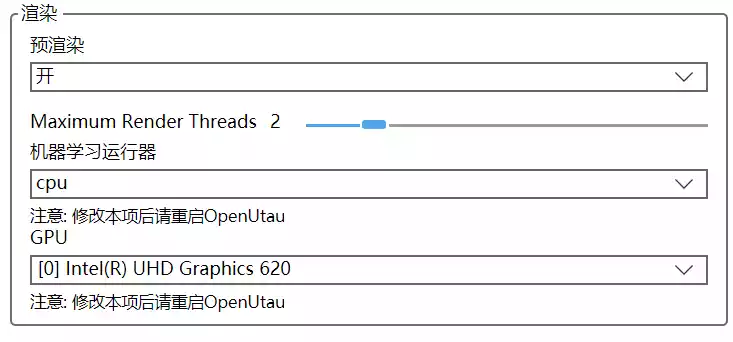 渲染
预渲染
开
Maximum Render Threads 2
机器学习运行器
cpu
注意: 修改本项后请重启OpenUtau
GPU
[0] Intel(R) UHD Graphics 620
注意: 修改本项后请重启OpenUtau